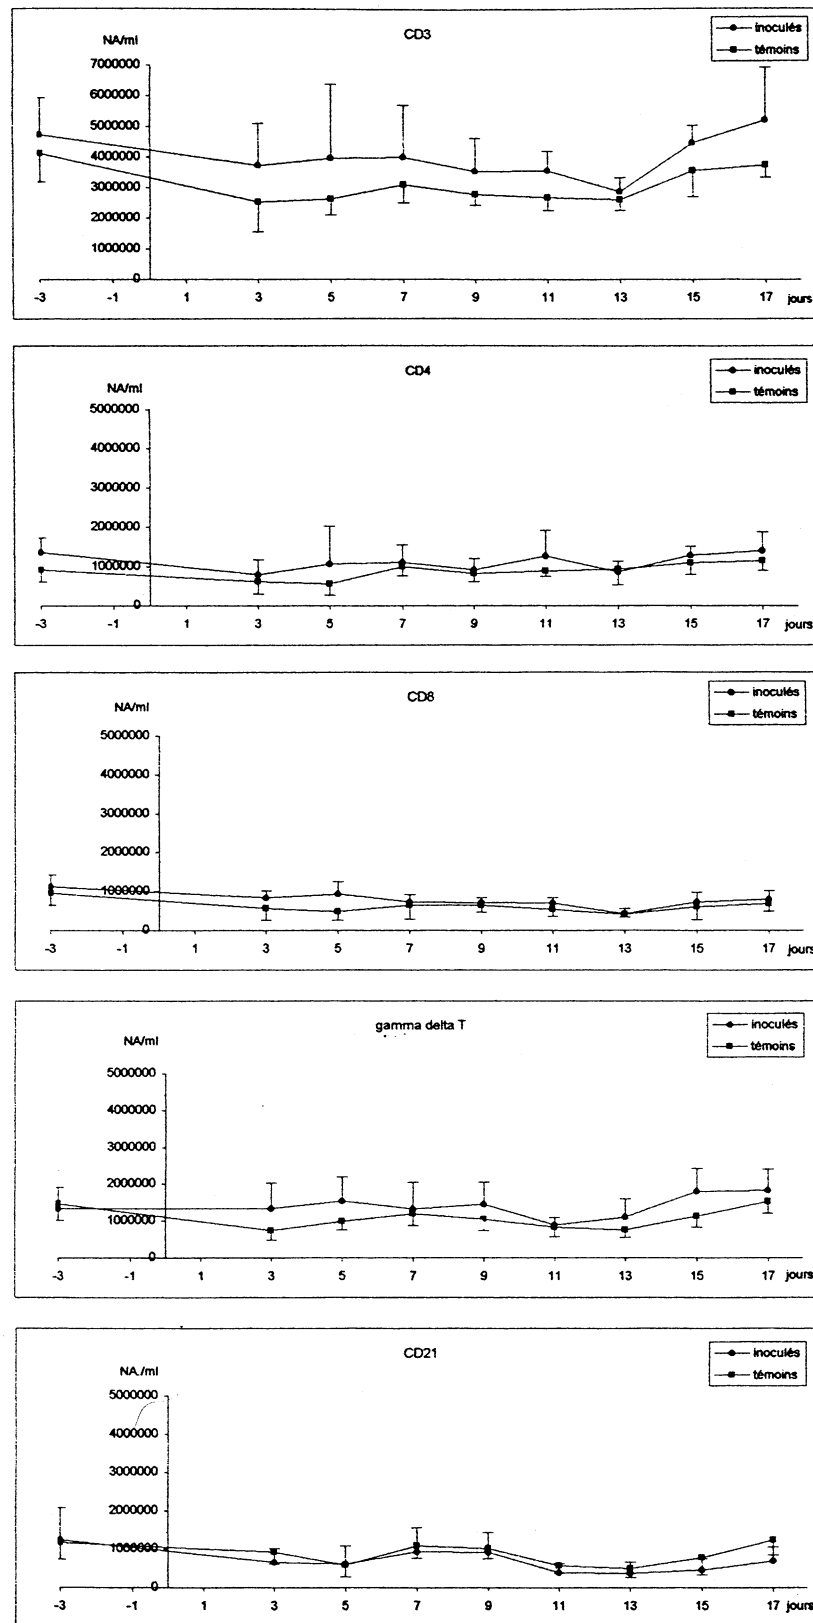 CD3
inoculés
témoins
NA/ml
7000000
6000000
5000000
4000000
3000000
2000000
1000000
0
-3 -1 1 3 5 7 9 11 13 15 17 jours
CD4
inoculés
témoins
NA/ml
5000000
4000000
3000000
2000000
1000000
0
-3 -1 1 3 5 7 9 11 13 15 17 jours
CD8
inoculés
témoins
NA/ml
5000000
4000000
3000000
2000000
1000000
0
-3 -1 1 3 5 7 9 11 13 15 17 jours
gamma delta T
inoculés
témoins
NA/ml
5000000
4000000
3000000
2000000
1000000
0
-3 -1 1 3 5 7 9 11 13 15 17 jours
CD21
inoculés
témoins
NA./ml
5000000
4000000
3000000
2000000
1000000
0
-3 -1 1 3 5 7 9 11 13 15 17 jours